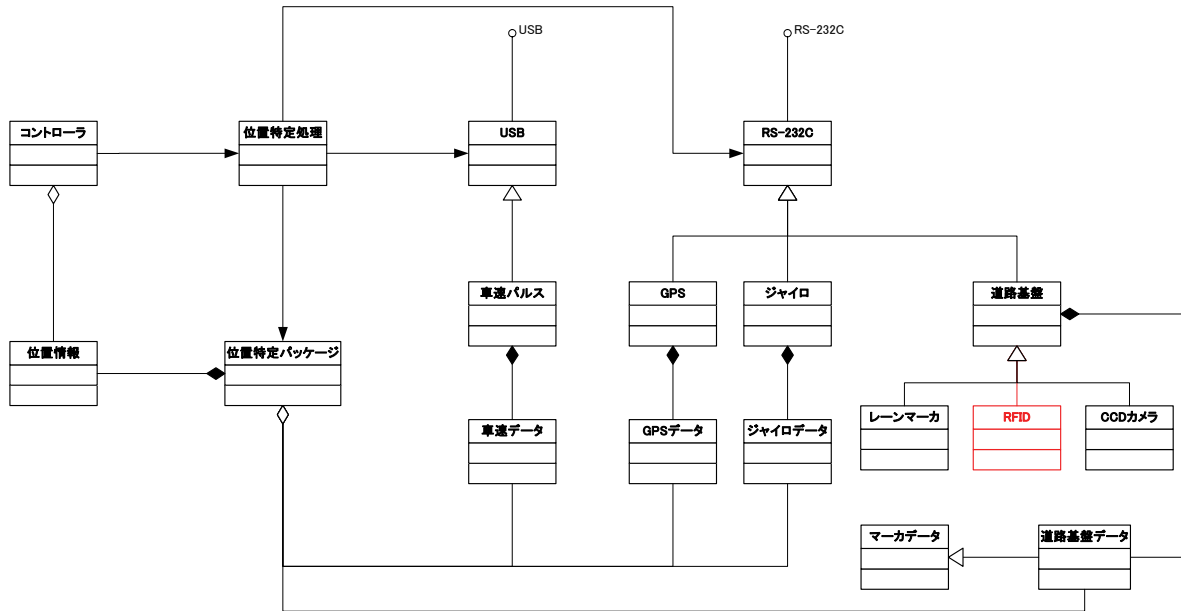 USB
RS-232C
コントローラ
位置特定処理
USB
RS-232C
車速パルス
GPS
ジャイロ
道路基盤
位置情報
位置特定パッケージ
レーンマーカ
RFID
CCDカメラ
車速データ
GPSデータ
ジャイロデータ
マーカデータ
道路基盤データ